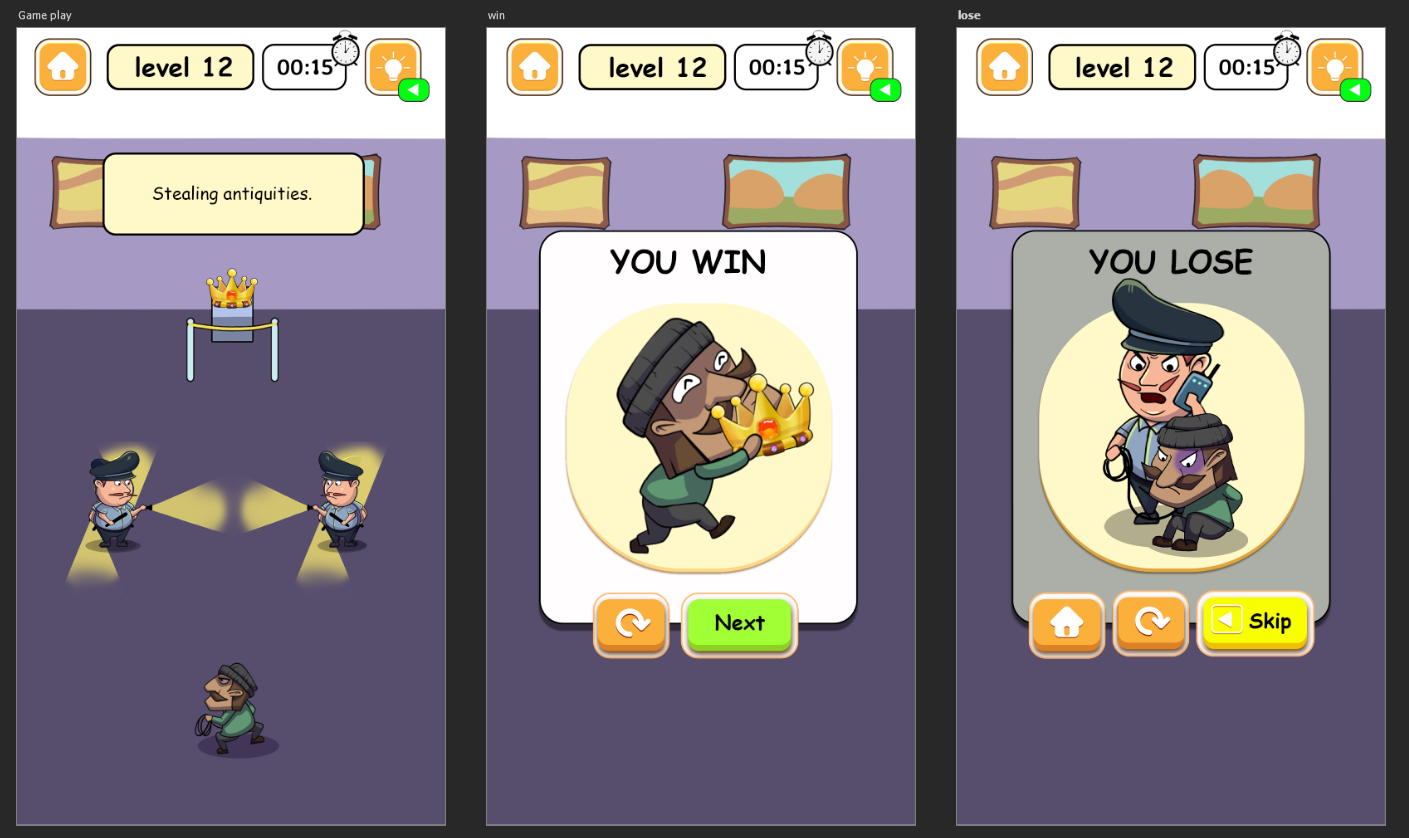 Game play
level 12
00:15
Stealing antiquities.
win
level 12
00:15
YOU WIN
Next
lose
level 12
00:15
YOU LOSE
Skip